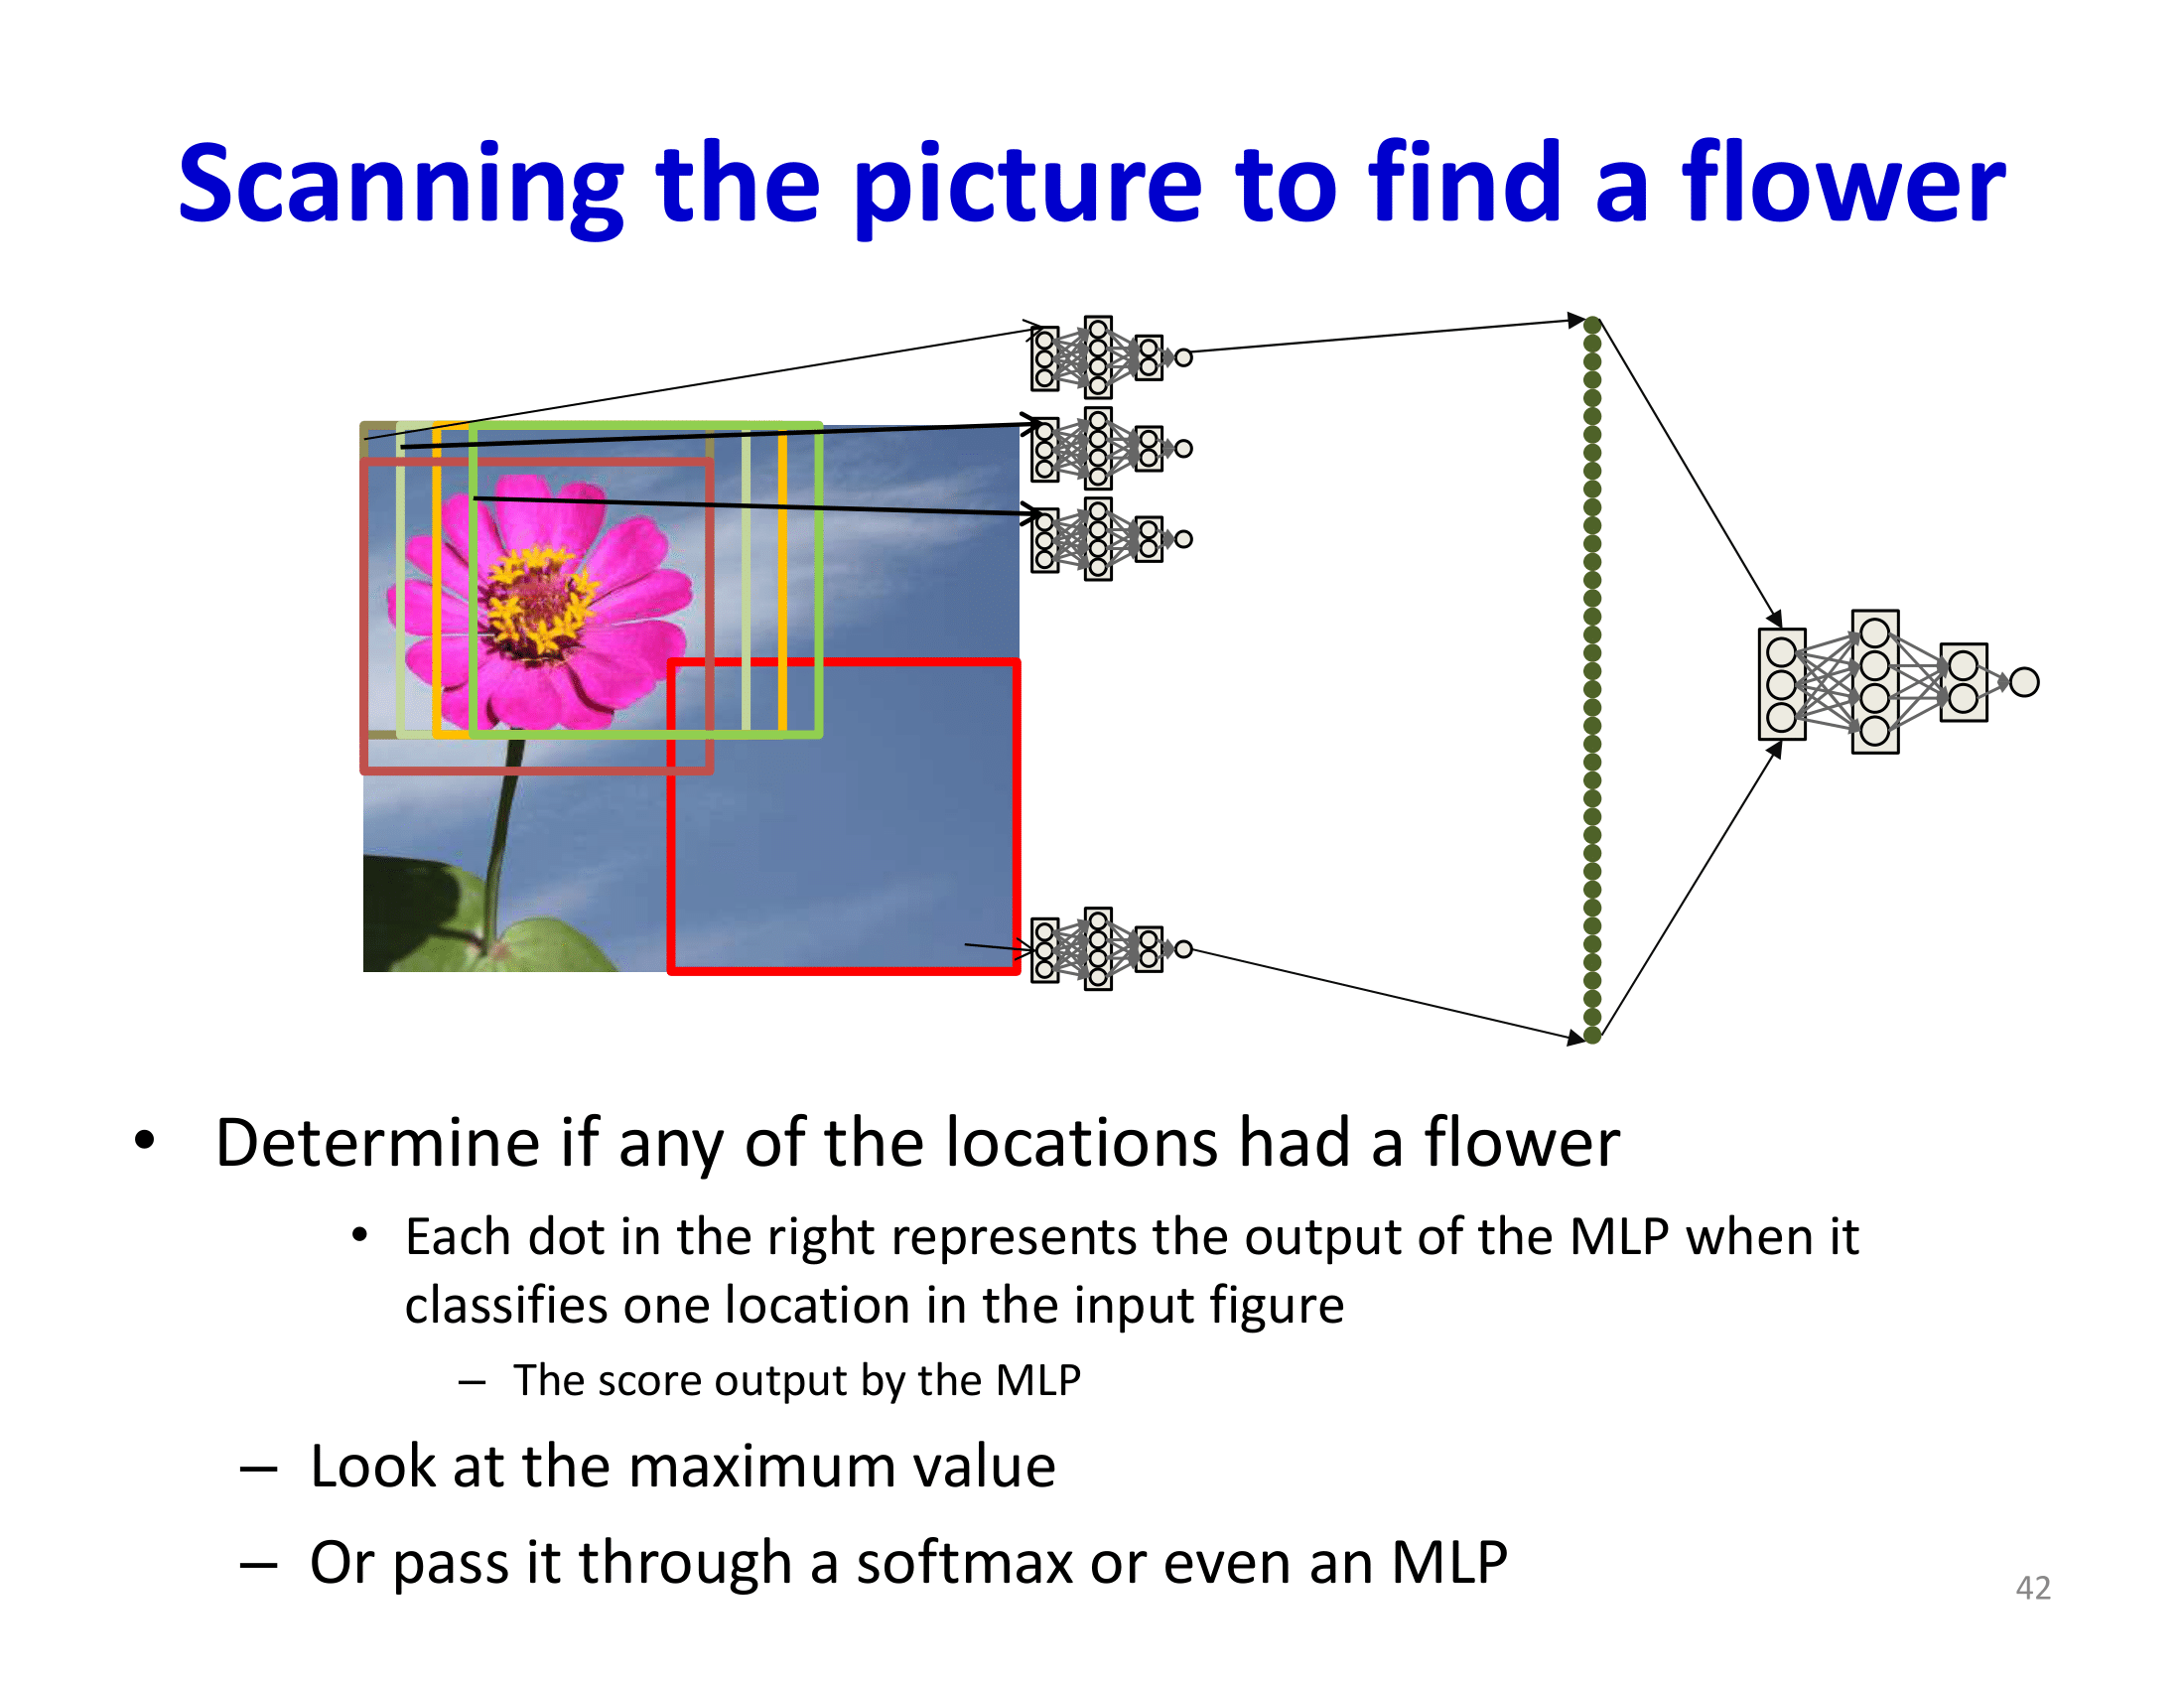 Scanning the picture to find a flower
• Determine if any of the locations had a flower
• Each dot in the right represents the output of the MLP when it
classifies one location in the input figure
– The score output by the MLP
– Look at the maximum value
– Or pass it through a softmax or even an MLP
42